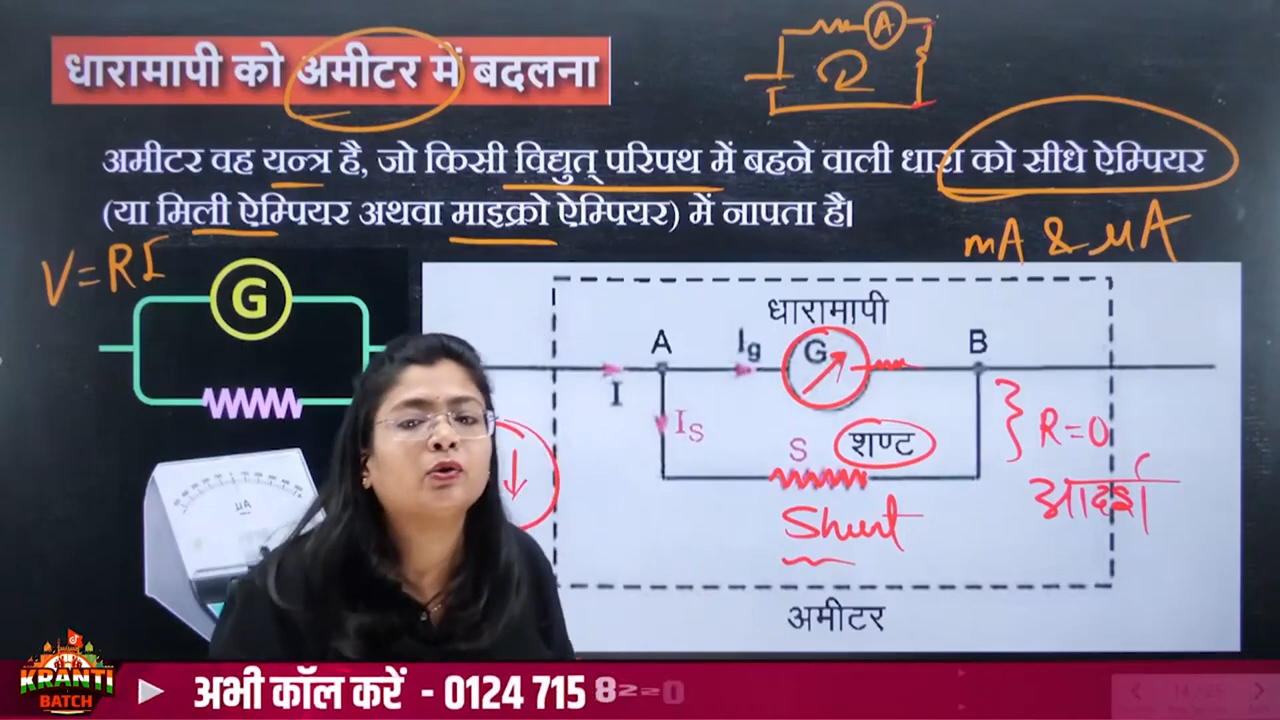 धारामापी को अमीटर में बदलना
A
अमीटर वह यन्त्र है, जो किसी विद्युत् परिपथ में बहने वाली धारा को सीधे ऐम्पियर
(या मिली ऐम्पियर अथवा माइक्रो ऐम्पियर) में नापता है।
mA & μA
V=RI
G
धारामापी
A
Ig
G
B
I
IS
S
शण्ट
R=0
आदर्श
Shunt
μA
अमीटर
KRANTI
BATCH
अभी कॉल करें - 0124 715